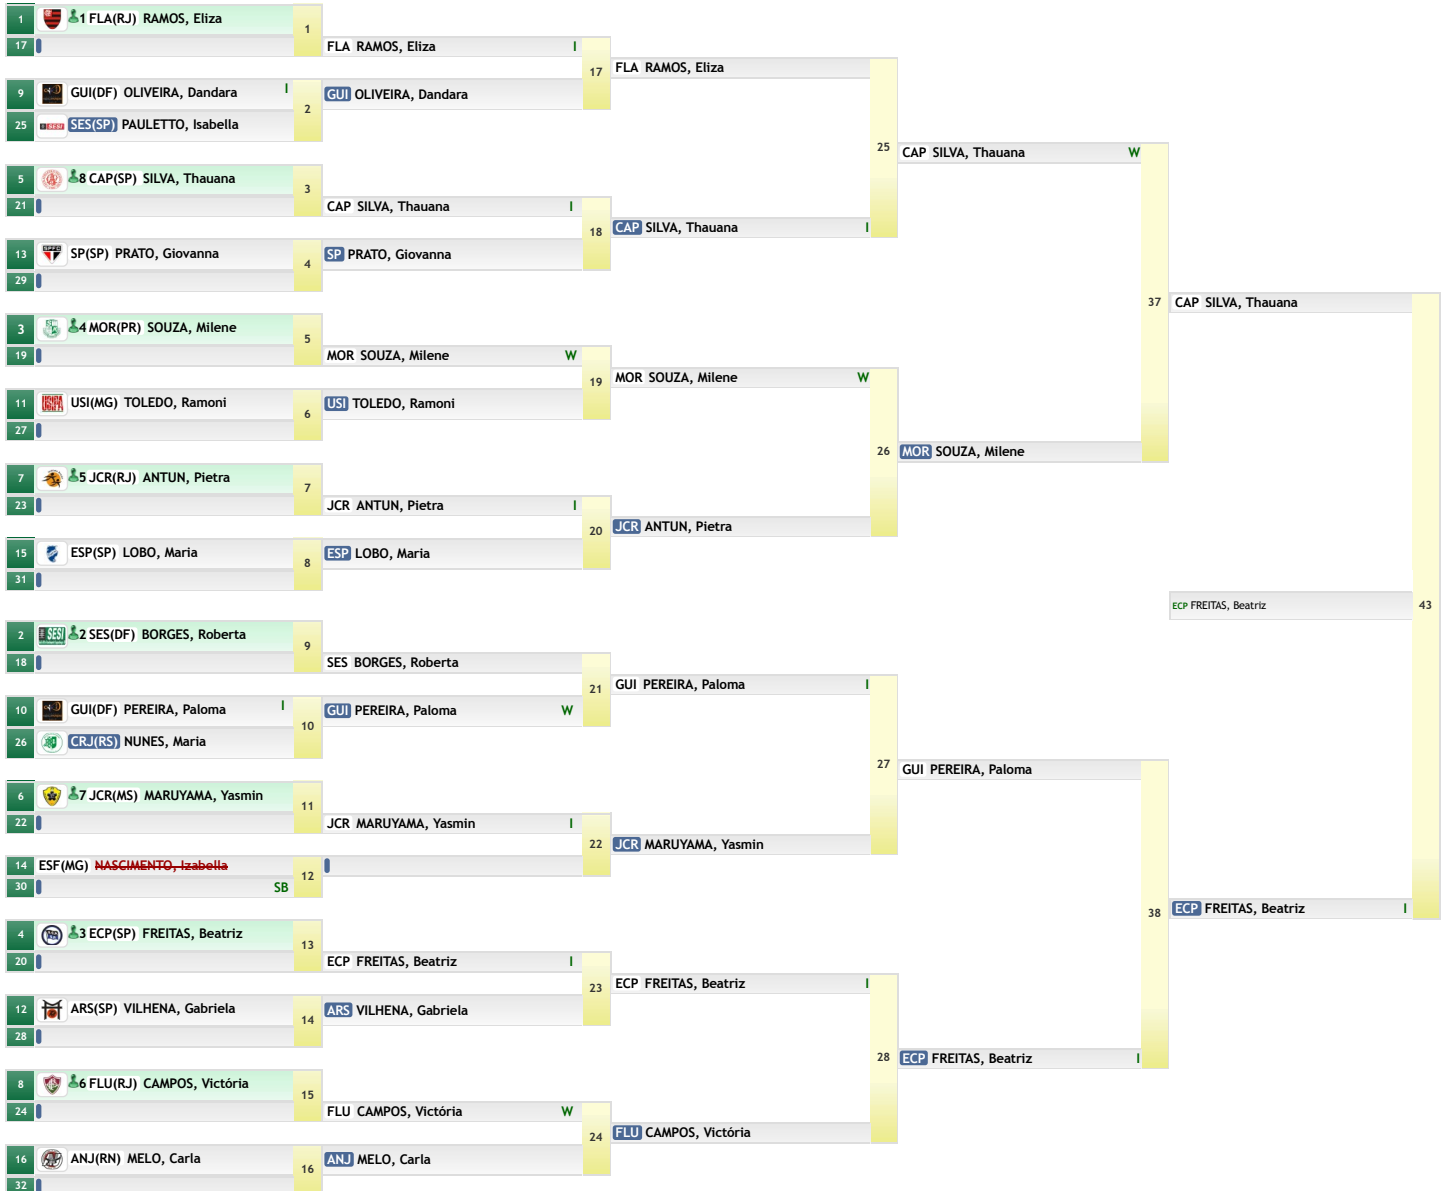 1 1 FLA(RJ) RAMOS, Eliza
17
1
FLA RAMOS, Eliza I
9 GUI(DF) OLIVEIRA, Dandara I
25 SES(SP) PAULETTO, Isabella
2
GUI OLIVEIRA, Dandara
17
FLA RAMOS, Eliza
5 8 CAP(SP) SILVA, Thauana
21
3
CAP SILVA, Thauana I
13 SP(SP) PRATO, Giovanna
29
4
SP PRATO, Giovanna
18
CAP SILVA, Thauana I
25
CAP SILVA, Thauana W
3 4 MOR(PR) SOUZA, Milene
19
5
MOR SOUZA, Milene W
11 USI(MG) TOLEDO, Ramoni
27
6
USI TOLEDO, Ramoni
19
MOR SOUZA, Milene W
7 5 JCR(RJ) ANTUN, Pietra
23
7
JCR ANTUN, Pietra I
15 ESP(SP) LOBO, Maria
31
8
ESP LOBO, Maria
20
JCR ANTUN, Pietra
26
MOR SOUZA, Milene
37
CAP SILVA, Thauana
ECP FREITAS, Beatriz
43
2 2 SES(DF) BORGES, Roberta
18
9
SES BORGES, Roberta
10 GUI(DF) PEREIRA, Paloma I
26 CRJ(RS) NUNES, Maria
10
GUI PEREIRA, Paloma W
21
GUI PEREIRA, Paloma I
6 7 JCR(MS) MARUYAMA, Yasmin
22
11
JCR MARUYAMA, Yasmin I
14 ESF(MG) NASCIMENTO, Izabella
30 SB
12
22
JCR MARUYAMA, Yasmin
27
GUI PEREIRA, Paloma
4 3 ECP(SP) FREITAS, Beatriz
20
13
ECP FREITAS, Beatriz I
12 ARS(SP) VILHENA, Gabriela
28
14
ARS VILHENA, Gabriela
23
ECP FREITAS, Beatriz I
8 6 FLU(RJ) CAMPOS, Victória
24
15
FLU CAMPOS, Victória W
16 ANJ(RN) MELO, Carla
32
16
ANJ MELO, Carla
24
FLU CAMPOS, Victória
28
ECP FREITAS, Beatriz I
38
ECP FREITAS, Beatriz I